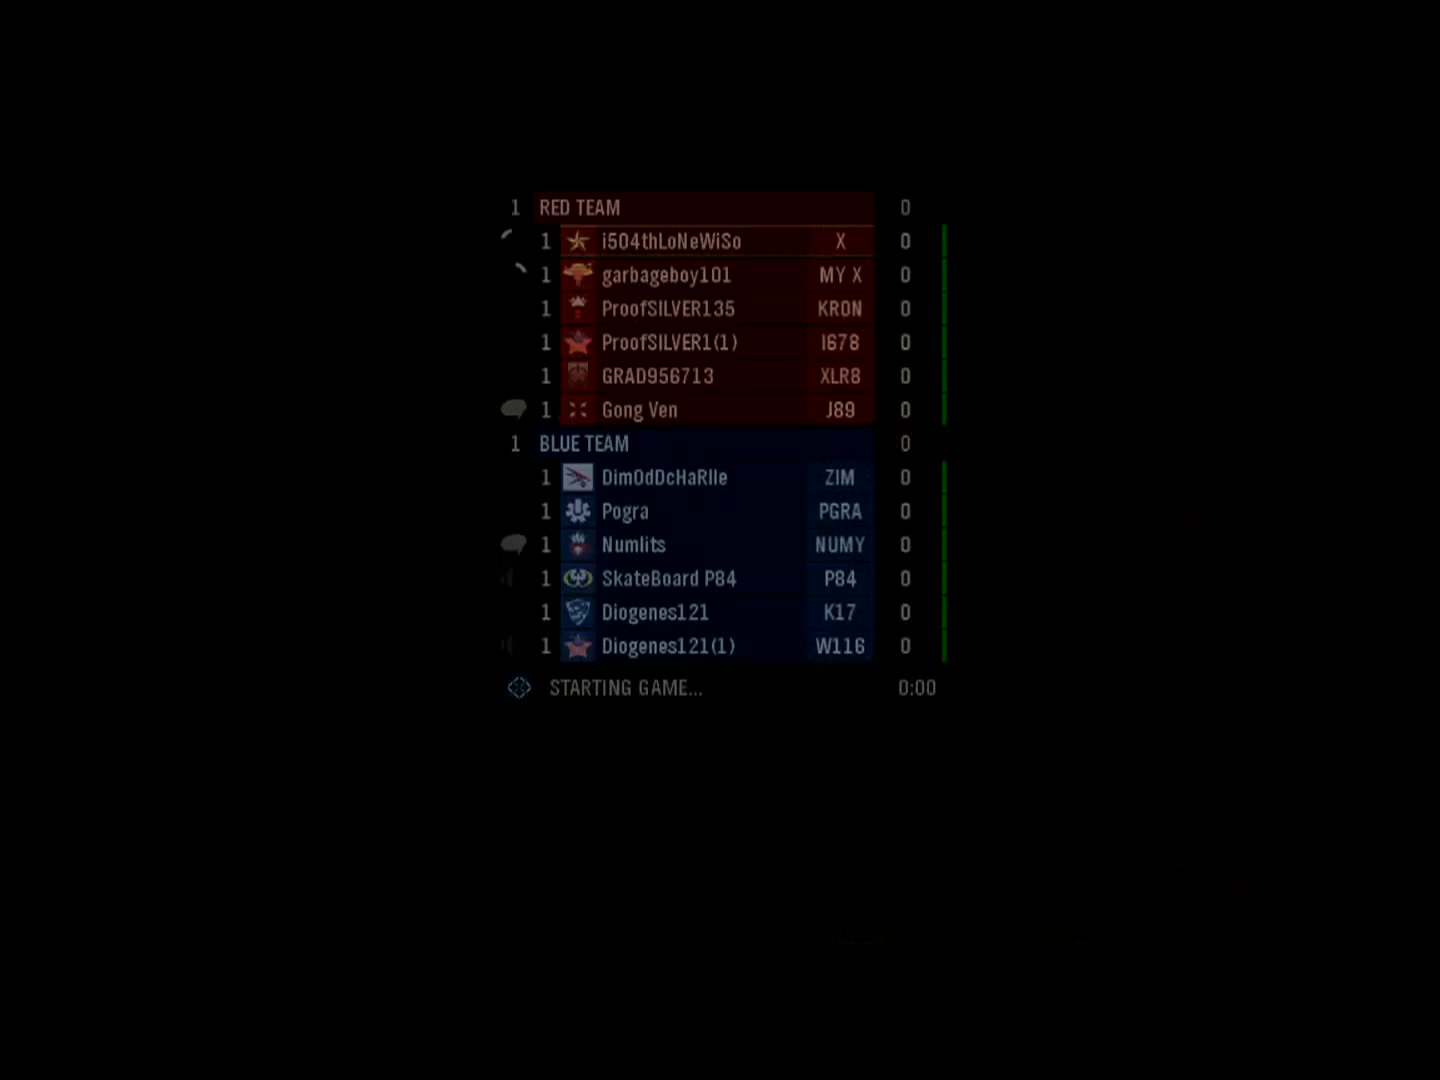 1 RED TEAM 0
1 i504thLoNeWiSo X 0
1 garbageboy101 MY X 0
1 ProofSILVER135 KRON 0
1 ProofSILVER1(1) I678 0
1 GRAD956713 XLR8 0
1 Gong Ven J89 0
1 BLUE TEAM 0
1 DimOdDcHaRlIe ZIM 0
1 Pogra PGRA 0
1 Numlits NUMY 0
1 SkateBoard P84 P84 0
1 Diogenes121 K17 0
1 Diogenes121(1) W116 0
STARTING GAME... 0:00